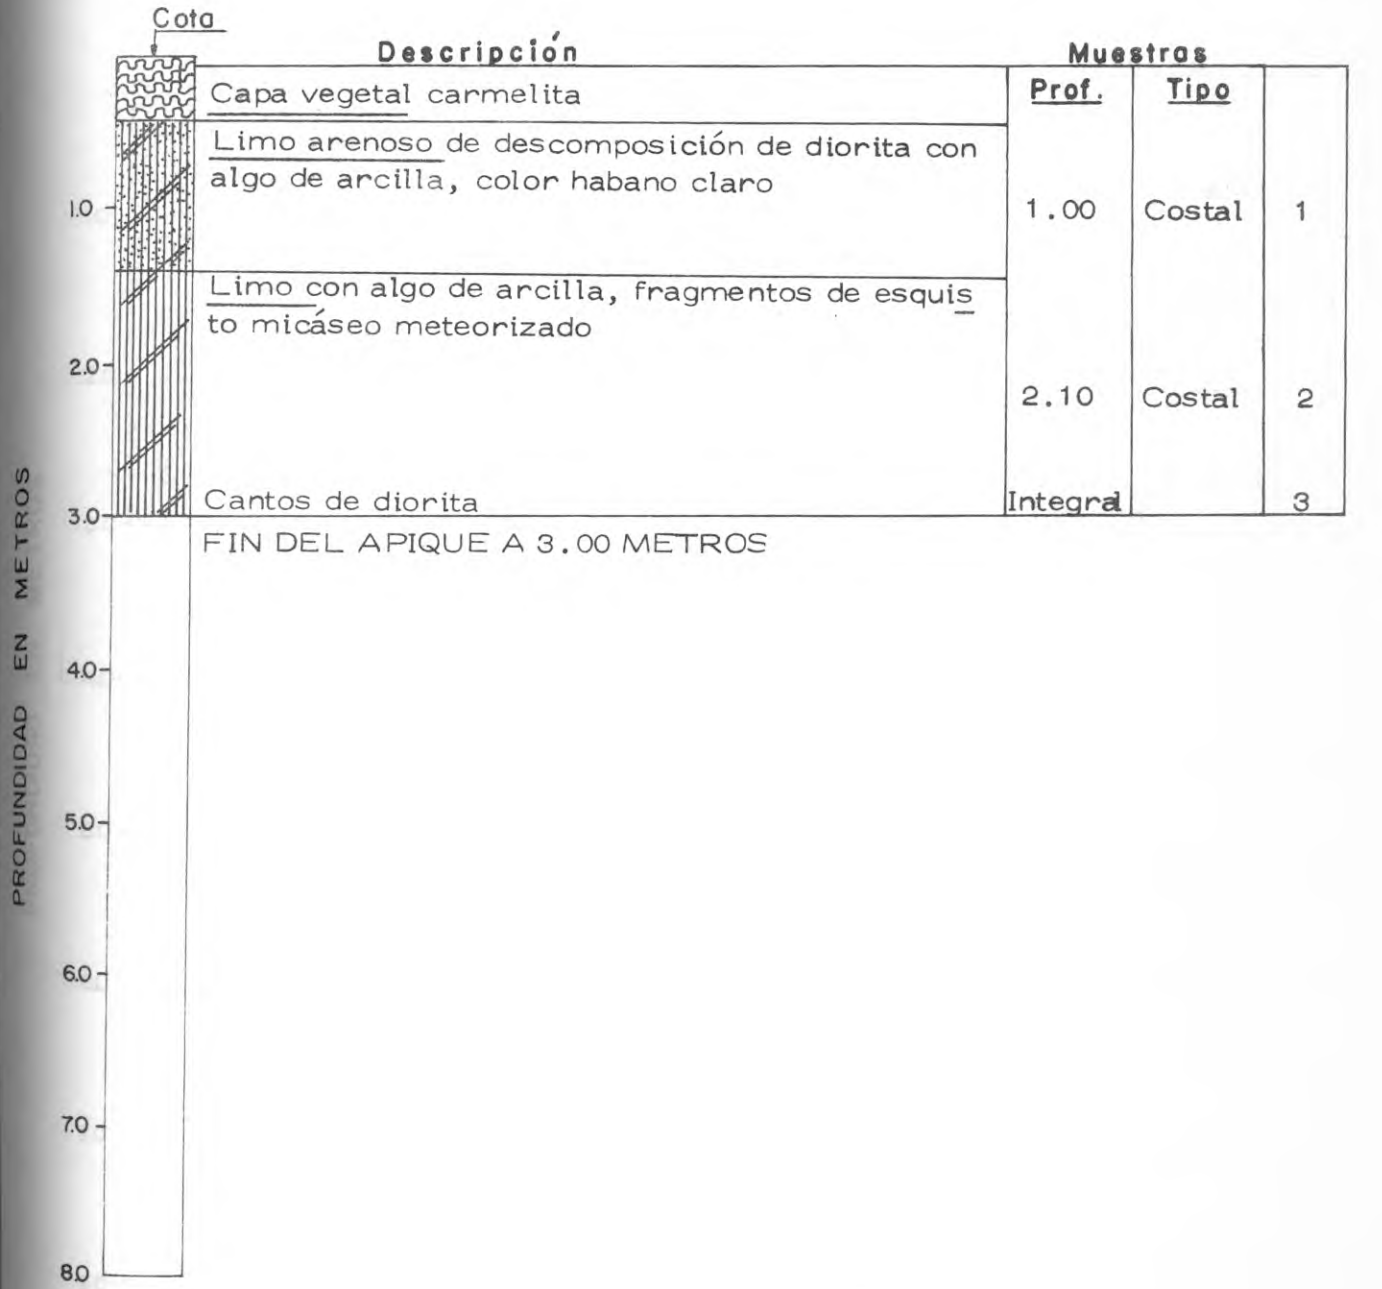 Cota
Descripción Muestras
Prof. Tipo
Capa vegetal carmelita
Limo arenoso de descomposición de diorita con
algo de arcilla, color habano claro
1.0 1.00 Costal 1
Limo con algo de arcilla, fragmentos de esquis
to micáseo meteorizado
2.0
2.10 Costal 2
Cantos de diorita Integral 3
3.0
FIN DEL APIQUE A 3.00 METROS
4.0
5.0
6.0
7.0
8.0
PROFUNDIDAD EN METROS